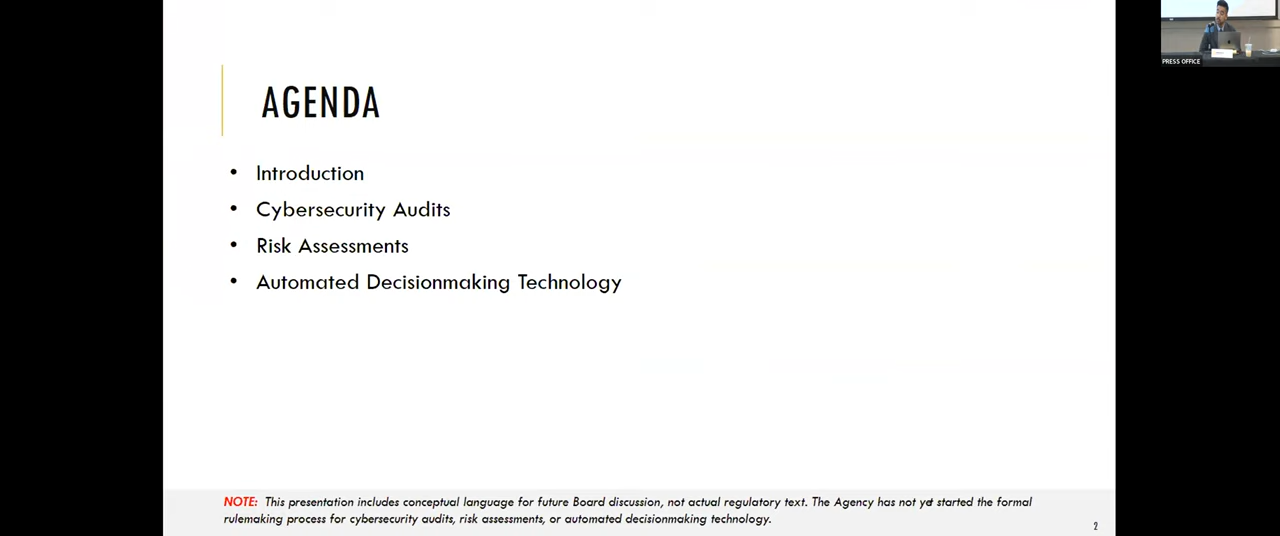 PRESS OFFICE
AGENDA
• Introduction
• Cybersecurity Audits
• Risk Assessments
• Automated Decisionmaking Technology
NOTE: This presentation includes conceptual language for future Board discussion, not actual regulatory text. The Agency has not yet started the formal
rulemaking process for cybersecurity audits, risk assessments, or automated decisionmaking technology.
2